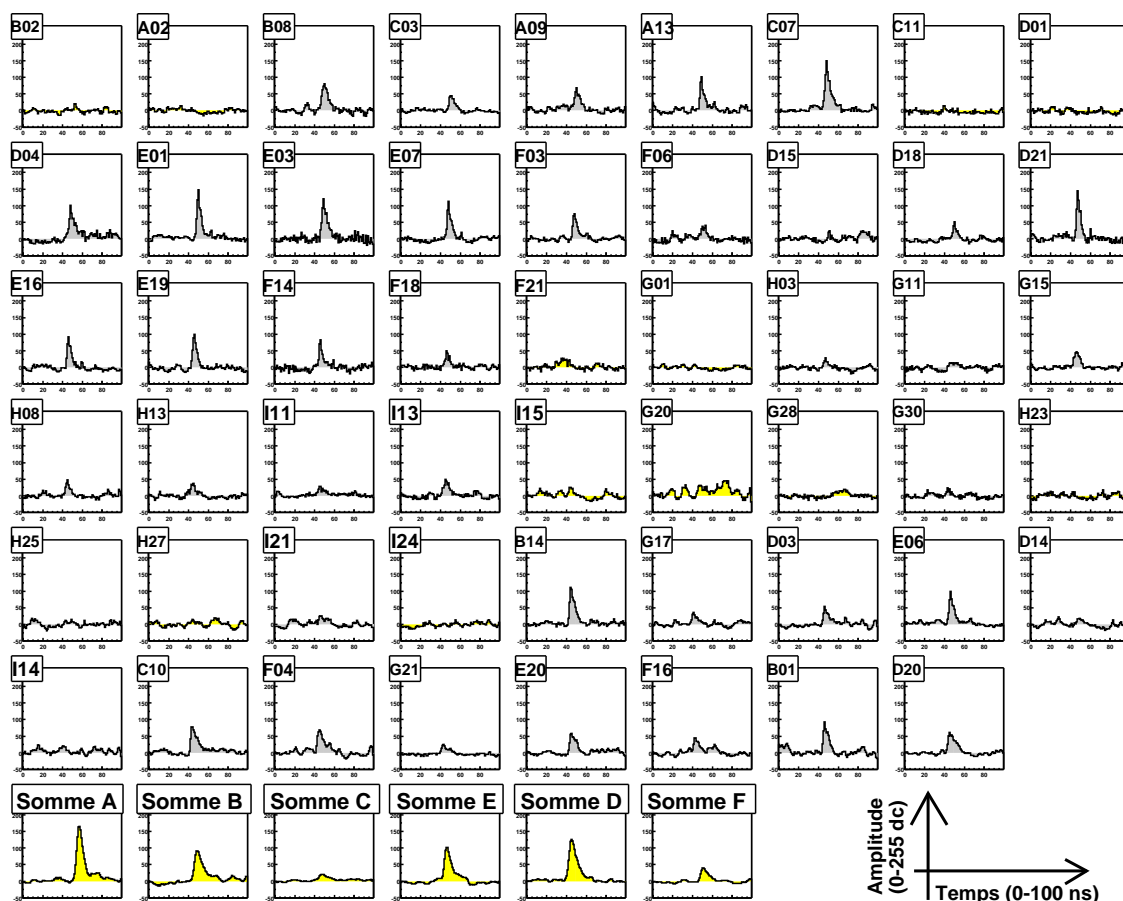 B02 A02 B08 C03 A09 A13 C07 C11 D01
D04 E01 E03 E07 F03 F06 D15 D18 D21
E16 E19 F14 F18 F21 G01 H03 G11 G15
H08 H13 I11 I13 I15 G20 G28 G30 H23
H25 H27 I21 I24 B14 G17 D03 E06 D14
I14 C10 F04 G21 E20 F16 B01 D20
Somme A Somme B Somme C Somme E Somme D Somme F
Amplitude
(0-255 dc)
Temps (0-100 ns)